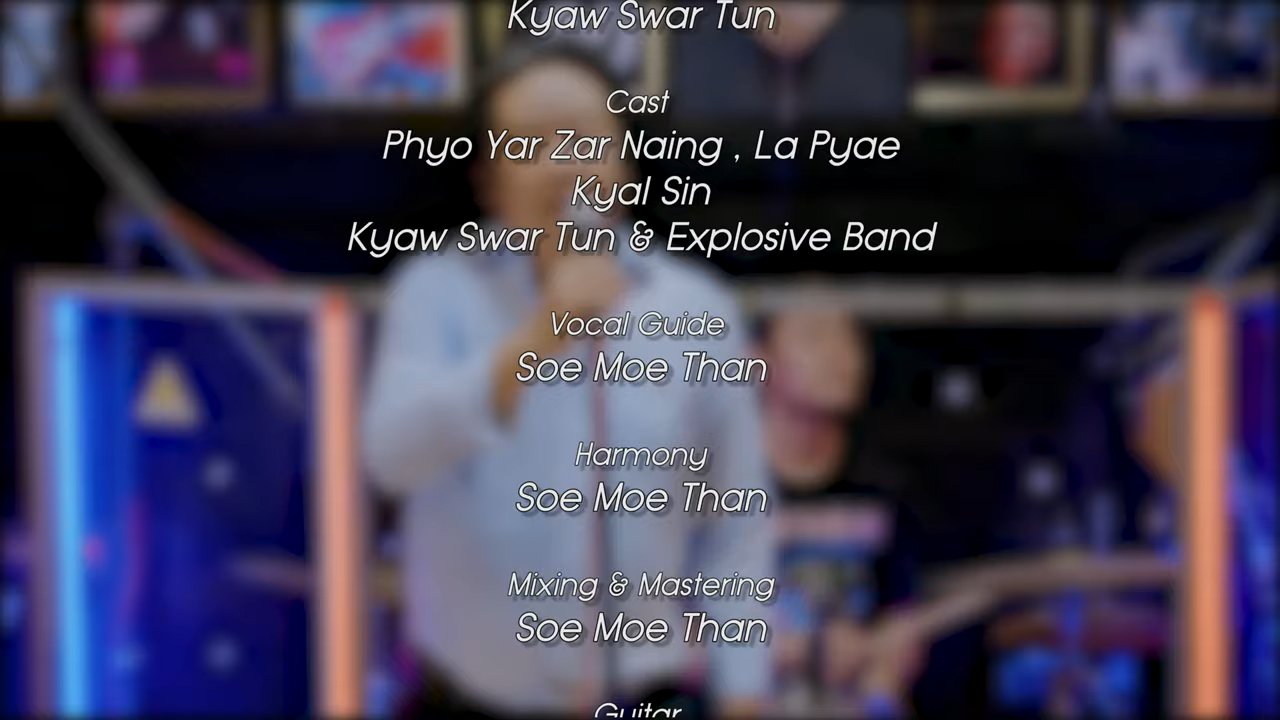 Kyaw Swar Tun
Cast
Phyo Yar Zar Naing , La Pyae
Kyal Sin
Kyaw Swar Tun & Explosive Band
Vocal Guide
Soe Moe Than
Harmony
Soe Moe Than
Mixing & Mastering
Soe Moe Than
Guitar